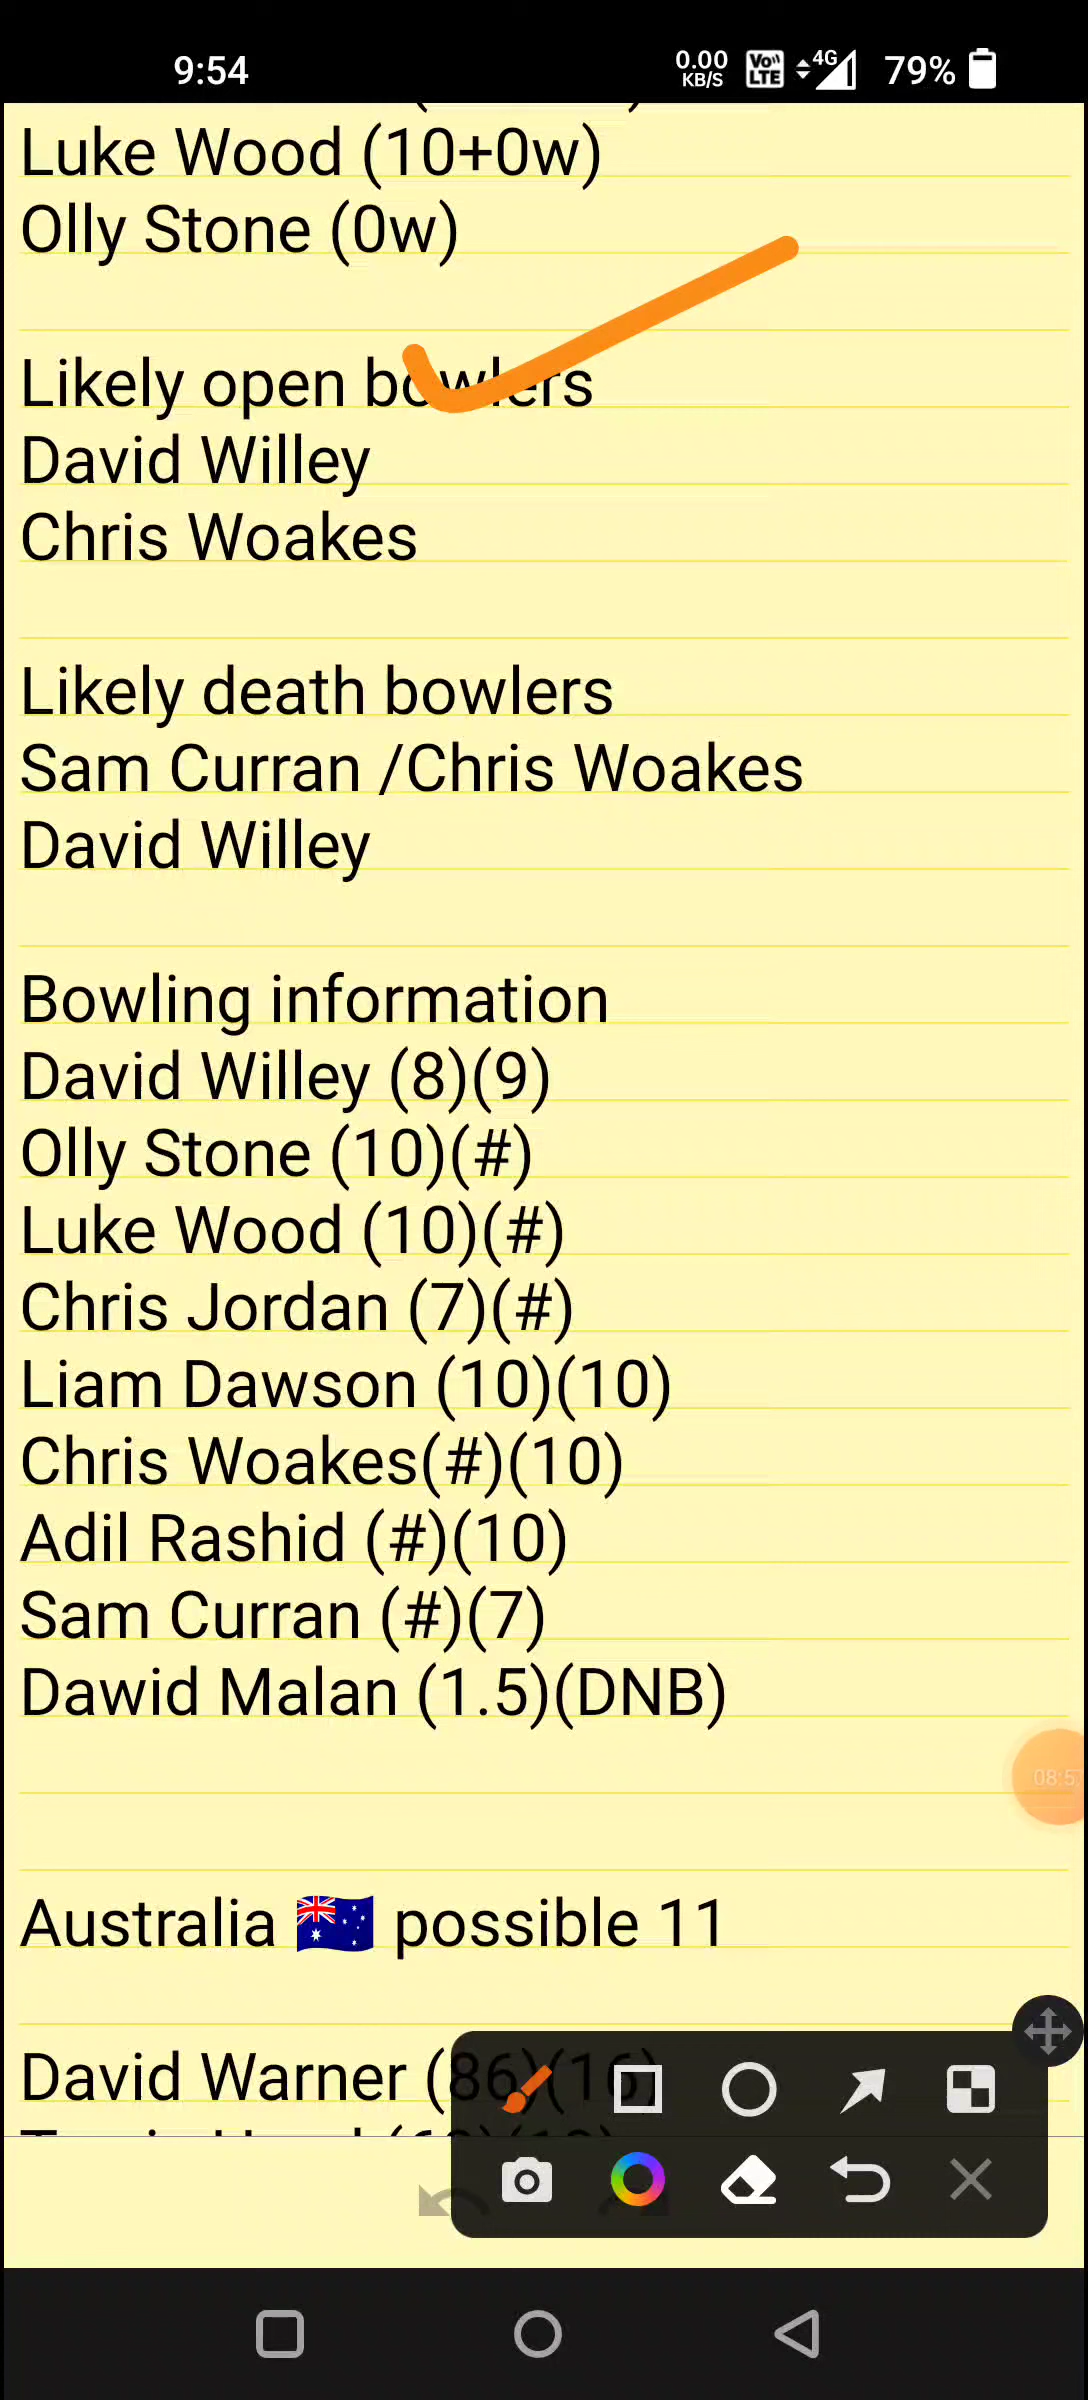 9:54
0.00 KB/S VoLTE 4G 79%
Luke Wood (10+0w)
Olly Stone (0w)
Likely open bowlers
David Willey
Chris Woakes
Likely death bowlers
Sam Curran /Chris Woakes
David Willey
Bowling information
David Willey (8)(9)
Olly Stone (10)(#)
Luke Wood (10)(#)
Chris Jordan (7)(#)
Liam Dawson (10)(10)
Chris Woakes(#)(10)
Adil Rashid (#)(10)
Sam Curran (#)(7)
Dawid Malan (1.5)(DNB)
Australia 🇦🇺 possible 11
David Warner (86)(16)